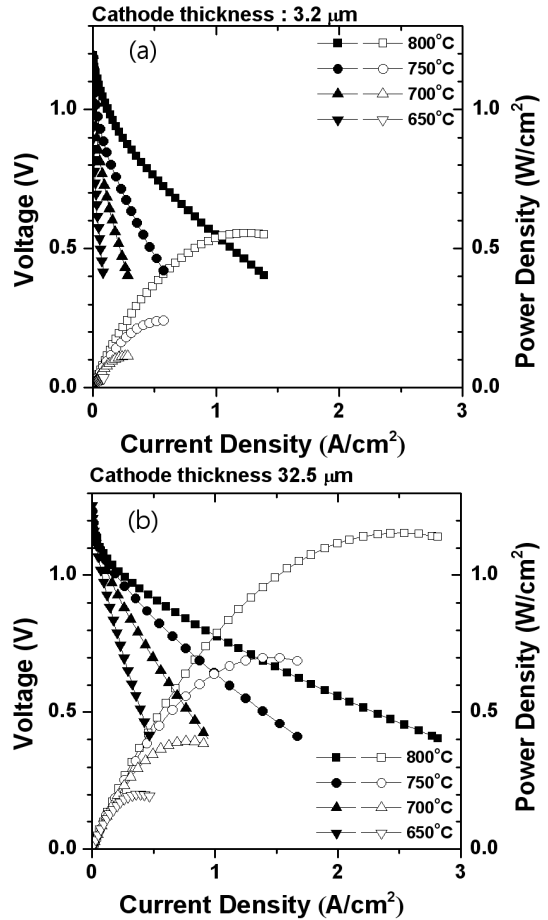 Cathode thickness : 3.2 μm
(a)
800°C
750°C
700°C
650°C
1.0
0.5
0.0
1.0
0.5
0.0
Voltage (V)
Power Density (W/cm²)
0
1
2
3
Current Density (A/cm²)
Cathode thickness 32.5 μm
(b)
1.0
0.5
0.0
1.0
0.5
0.0
Voltage (V)
Power Density (W/cm²)
800°C
750°C
700°C
650°C
0
1
2
3
Current Density (A/cm²)